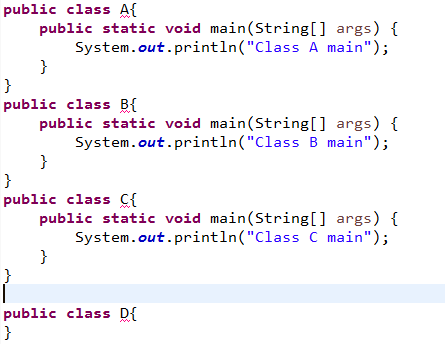 public class A{
    public static void main(String[] args) {
        System.out.println("Class A main");
    }
}
public class B{
    public static void main(String[] args) {
        System.out.println("Class B main");
    }
}
public class C{
    public static void main(String[] args) {
        System.out.println("Class C main");
    }
}
public class D{
}